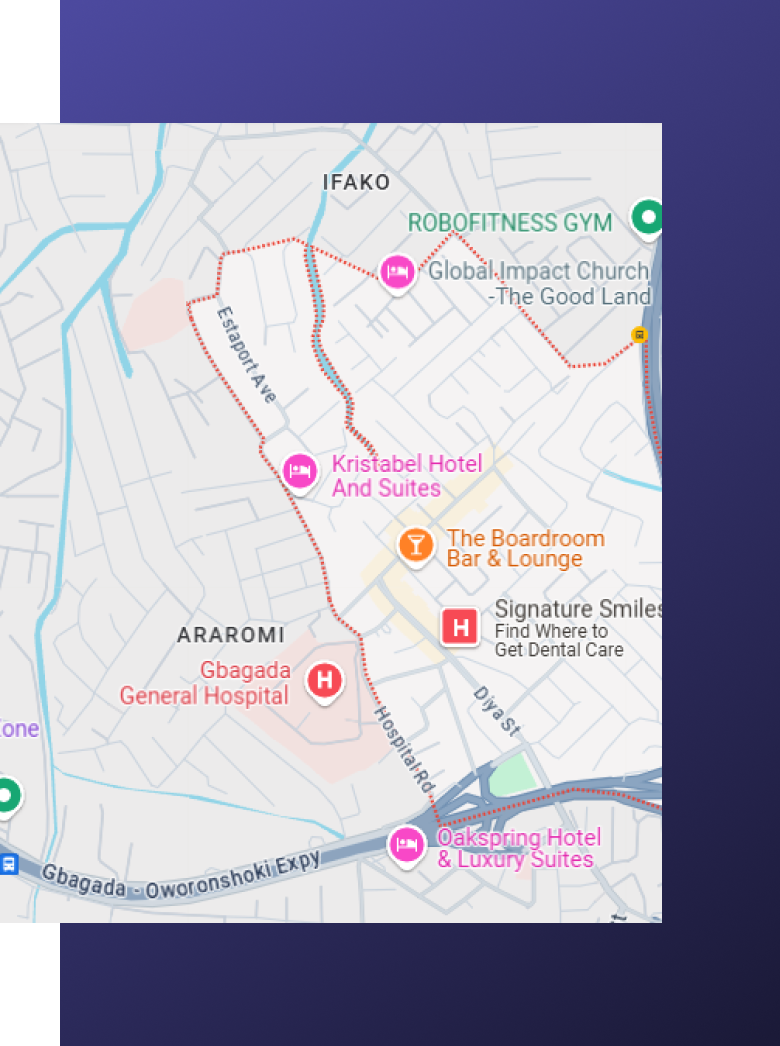 IFAKO
ROBOFITNESS GYM
Global Impact Church
-The Good Land
Estaport Ave
Kristabel Hotel
And Suites
The Boardroom
Bar & Lounge
Signature Smiles
Find Where to
Get Dental Care
H
ARAROMI
Gbagada
General Hospital
H
Diya St
Hospital Rd
one
Oakspring Hotel
& Luxury Suites
Gbagada - Oworonshoki Expy